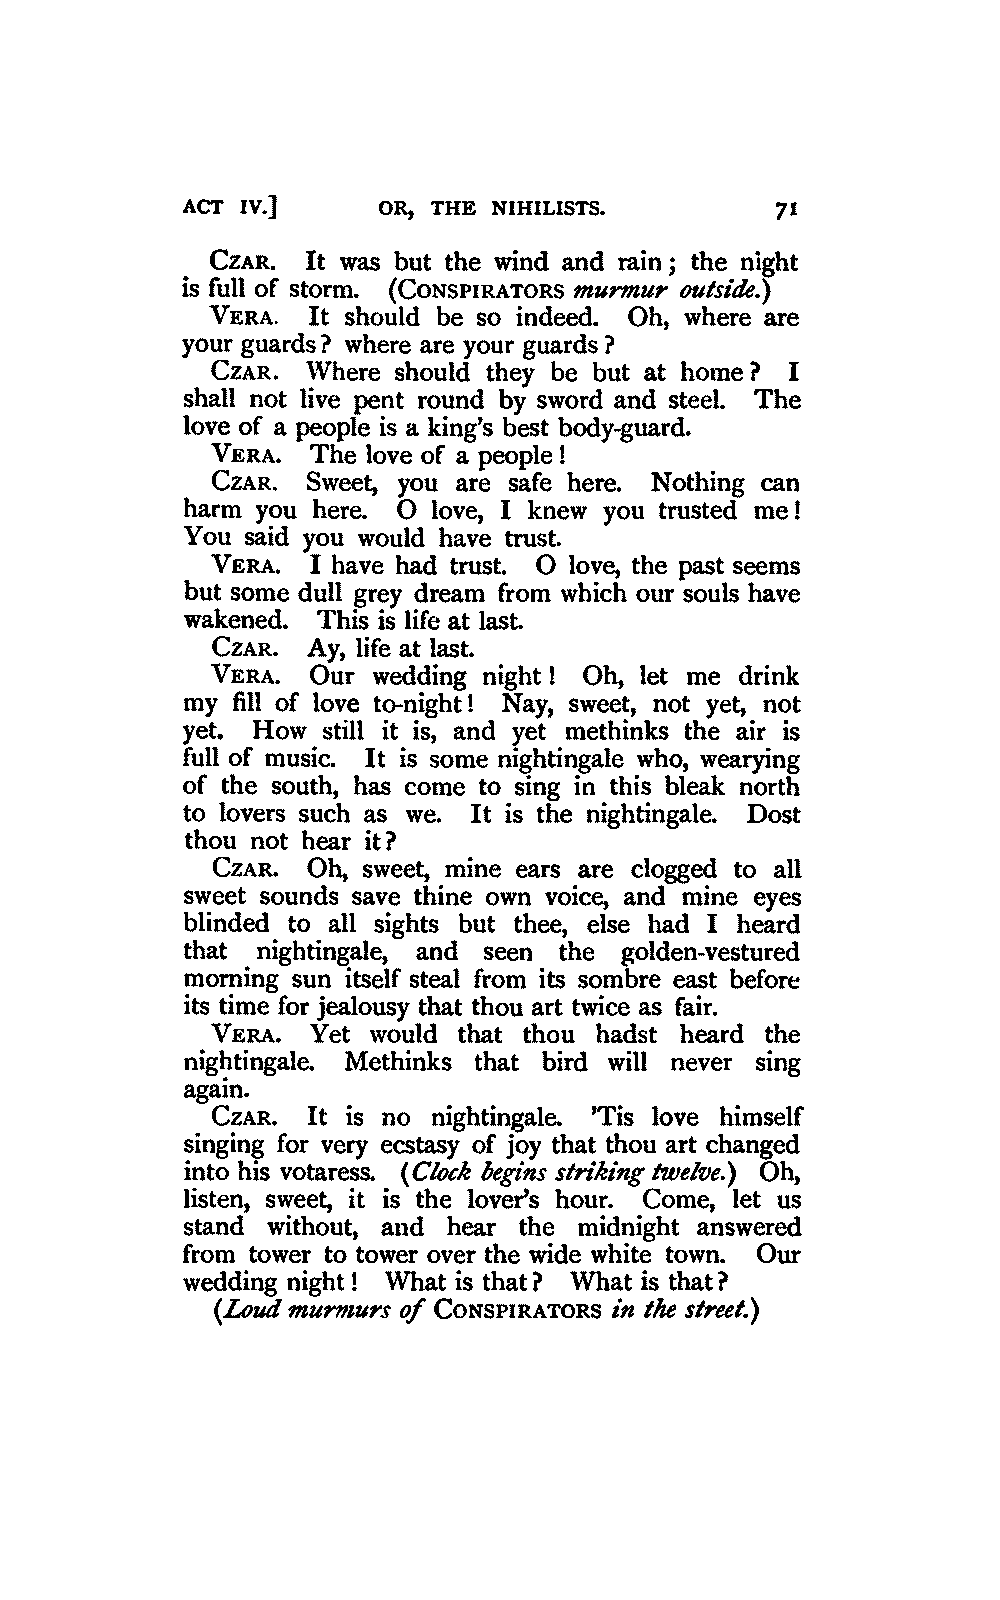 ACT IV.] OR, THE NIHILISTS. 71
CZAR. It was but the wind and rain; the night
is full of storm. (CONSPIRATORS murmur outside.)
VERA. It should be so indeed. Oh, where are
your guards? where are your guards?
CZAR. Where should they be but at home? I
shall not live pent round by sword and steel. The
love of a people is a king's best body-guard.
VERA. The love of a people!
CZAR. Sweet, you are safe here. Nothing can
harm you here. O love, I knew you trusted me!
You said you would have trust.
VERA. I have had trust. O love, the past seems
but some dull grey dream from which our souls have
wakened. This is life at last.
CZAR. Ay, life at last.
VERA. Our wedding night! Oh, let me drink
my fill of love to-night! Nay, sweet, not yet, not
yet. How still it is, and yet methinks the air is
full of music. It is some nightingale who, wearying
of the south, has come to sing in this bleak north
to lovers such as we. It is the nightingale. Dost
thou not hear it?
CZAR. Oh, sweet, mine ears are clogged to all
sweet sounds save thine own voice, and mine eyes
blinded to all sights but thee, else had I heard
that nightingale, and seen the golden-vestured
morning sun itself steal from its sombre east before
its time for jealousy that thou art twice as fair.
VERA. Yet would that thou hadst heard the
nightingale. Methinks that bird will never sing
again.
CZAR. It is no nightingale. 'Tis love himself
singing for very ecstasy of joy that thou art changed
into his votaress. (Clock begins striking twelve.) Oh,
listen, sweet, it is the lover's hour. Come, let us
stand without, and hear the midnight answered
from tower to tower over the wide white town. Our
wedding night! What is that? What is that?
(Loud murmurs of CONSPIRATORS in the street.)